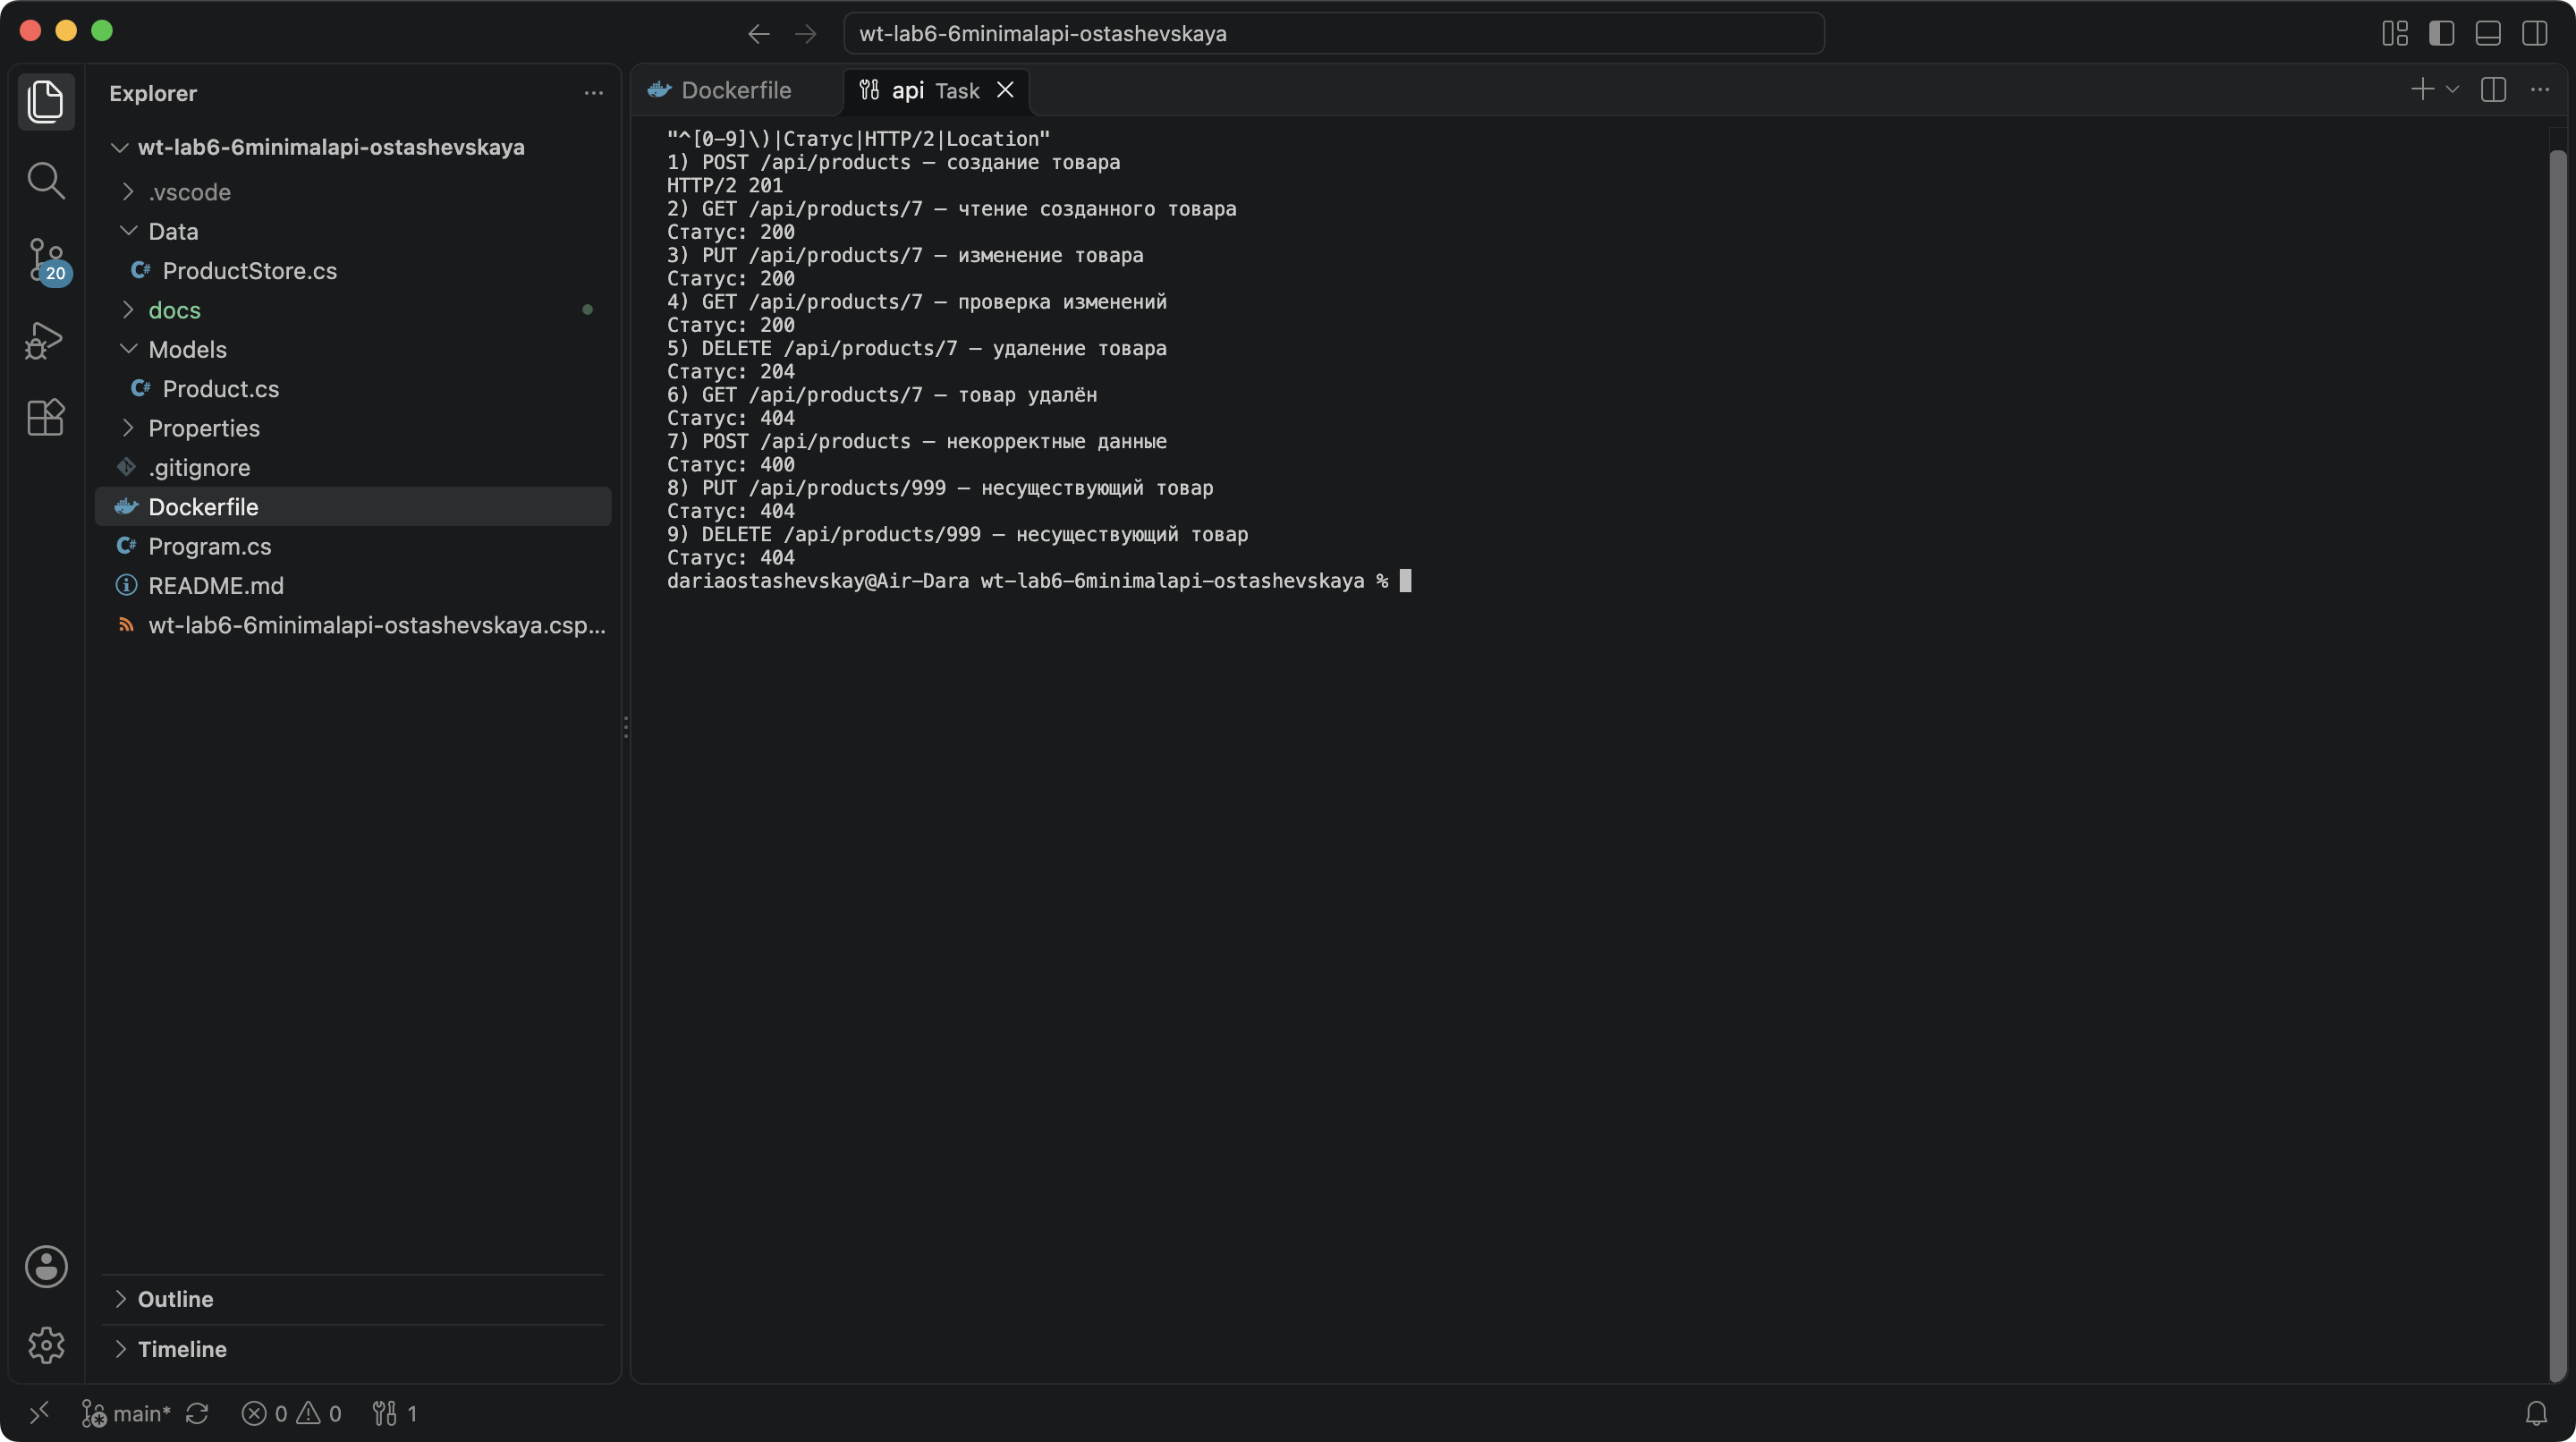 wt-lab6-6minimalapi-ostashevskaya
Explorer
wt-lab6-6minimalapi-ostashevskaya
.vscode
Data
C# ProductStore.cs
docs
Models
C# Product.cs
Properties
.gitignore
Dockerfile
C# Program.cs
README.md
wt-lab6-6minimalapi-ostashevskaya.csp...
20
Outline
Timeline
Dockerfile
api Task
"^[0-9]\)|Статус|HTTP/2|Location"
1) POST /api/products — создание товара
HTTP/2 201
2) GET /api/products/7 — чтение созданного товара
Статус: 200
3) PUT /api/products/7 — изменение товара
Статус: 200
4) GET /api/products/7 — проверка изменений
Статус: 200
5) DELETE /api/products/7 — удаление товара
Статус: 204
6) GET /api/products/7 — товар удалён
Статус: 404
7) POST /api/products — некорректные данные
Статус: 400
8) PUT /api/products/999 — несуществующий товар
Статус: 404
9) DELETE /api/products/999 — несуществующий товар
Статус: 404
dariaostashevskay@Air-Dara wt-lab6-6minimalapi-ostashevskaya %
main* 0 0 1